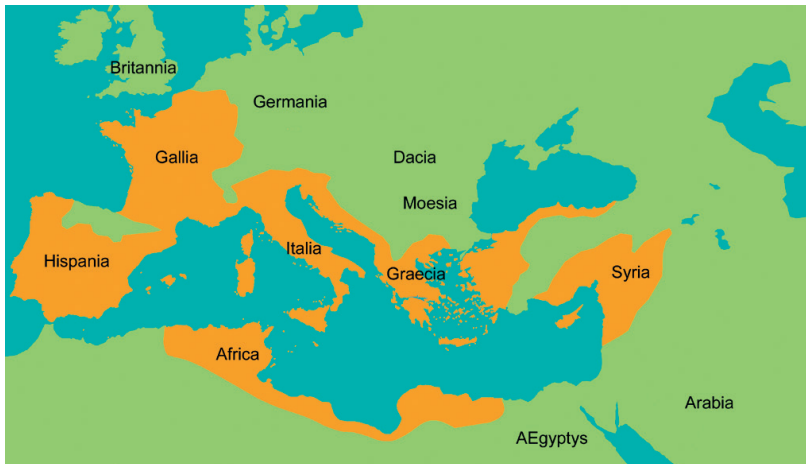 Britannia
Germania
Gallia
Dacia
Moesia
Italia
Hispania
Graecia
Syria
Africa
Arabia
AEgyptys